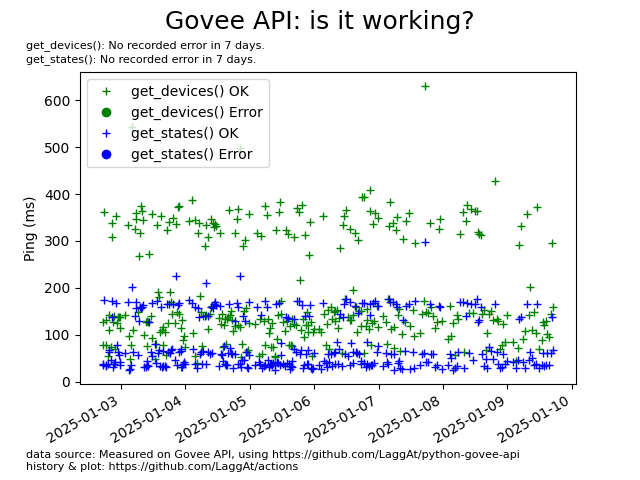 Govee API: is it working?
get_devices(): No recorded error in 7 days.
get_states(): No recorded error in 7 days.
get_devices() OK
get_devices() Error
get_states() OK
get_states() Error
Ping (ms)
600
500
400
300
200
100
0
2025-01-03
2025-01-04
2025-01-05
2025-01-06
2025-01-07
2025-01-08
2025-01-09
2025-01-10
data source: Measured on Govee API, using https://github.com/LaggAt/python-govee-api
history & plot: https://github.com/LaggAt/actions